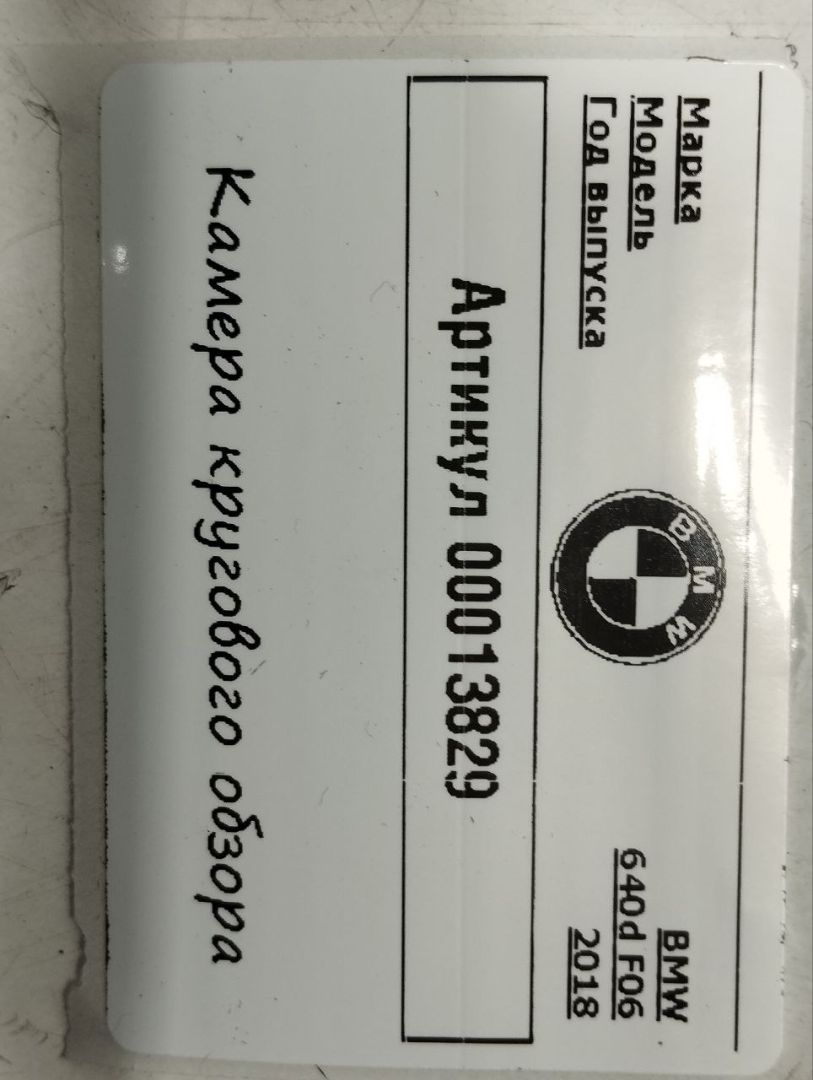 Марка BMW
Модель 640d F06
Год выпуска 2018
BMW
Артикул 00013829
Камера кругового обзора